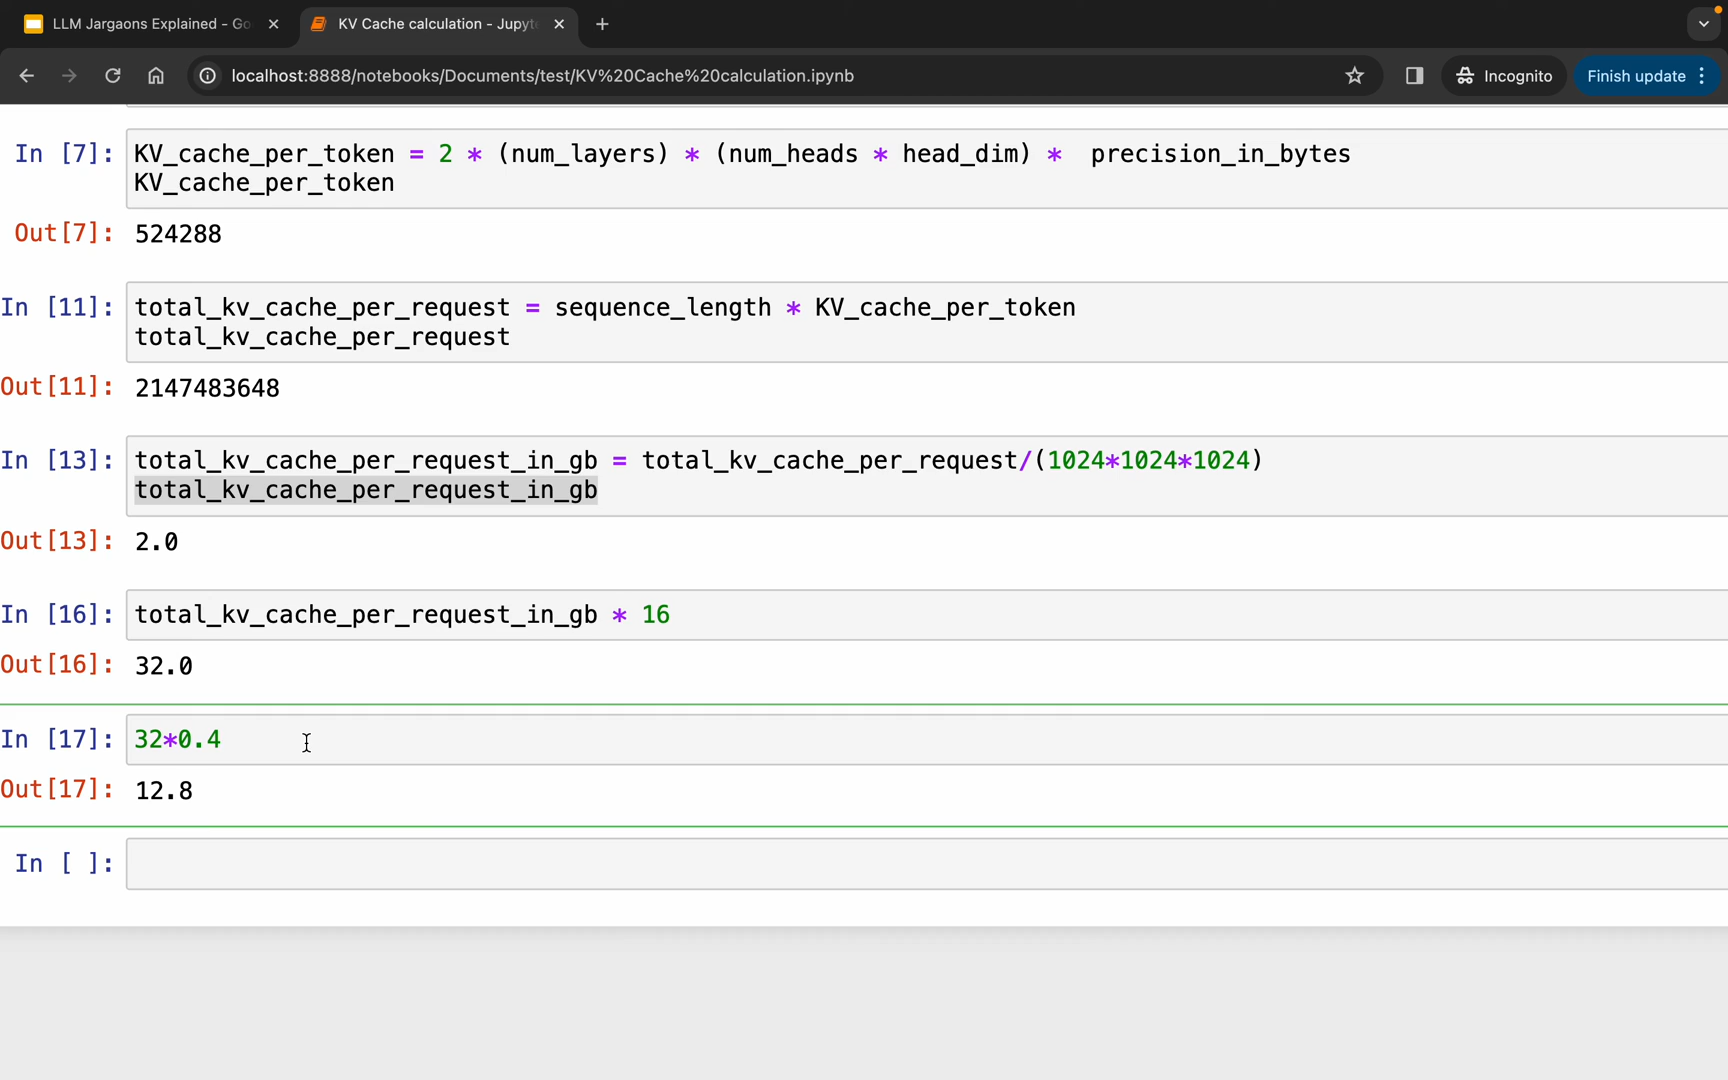 LLM Jargaons Explained - Go
KV Cache calculation - Jupyte
localhost:8888/notebooks/Documents/test/KV%20Cache%20calculation.ipynb
Incognito
Finish update
In [7]: KV_cache_per_token = 2 * (num_layers) * (num_heads * head_dim) *  precision_in_bytes
KV_cache_per_token
Out[7]: 524288
In [11]: total_kv_cache_per_request = sequence_length * KV_cache_per_token
total_kv_cache_per_request
Out[11]: 2147483648
In [13]: total_kv_cache_per_request_in_gb = total_kv_cache_per_request/(1024*1024*1024)
total_kv_cache_per_request_in_gb
Out[13]: 2.0
In [16]: total_kv_cache_per_request_in_gb * 16
Out[16]: 32.0
In [17]: 32*0.4
Out[17]: 12.8
In [ ]: